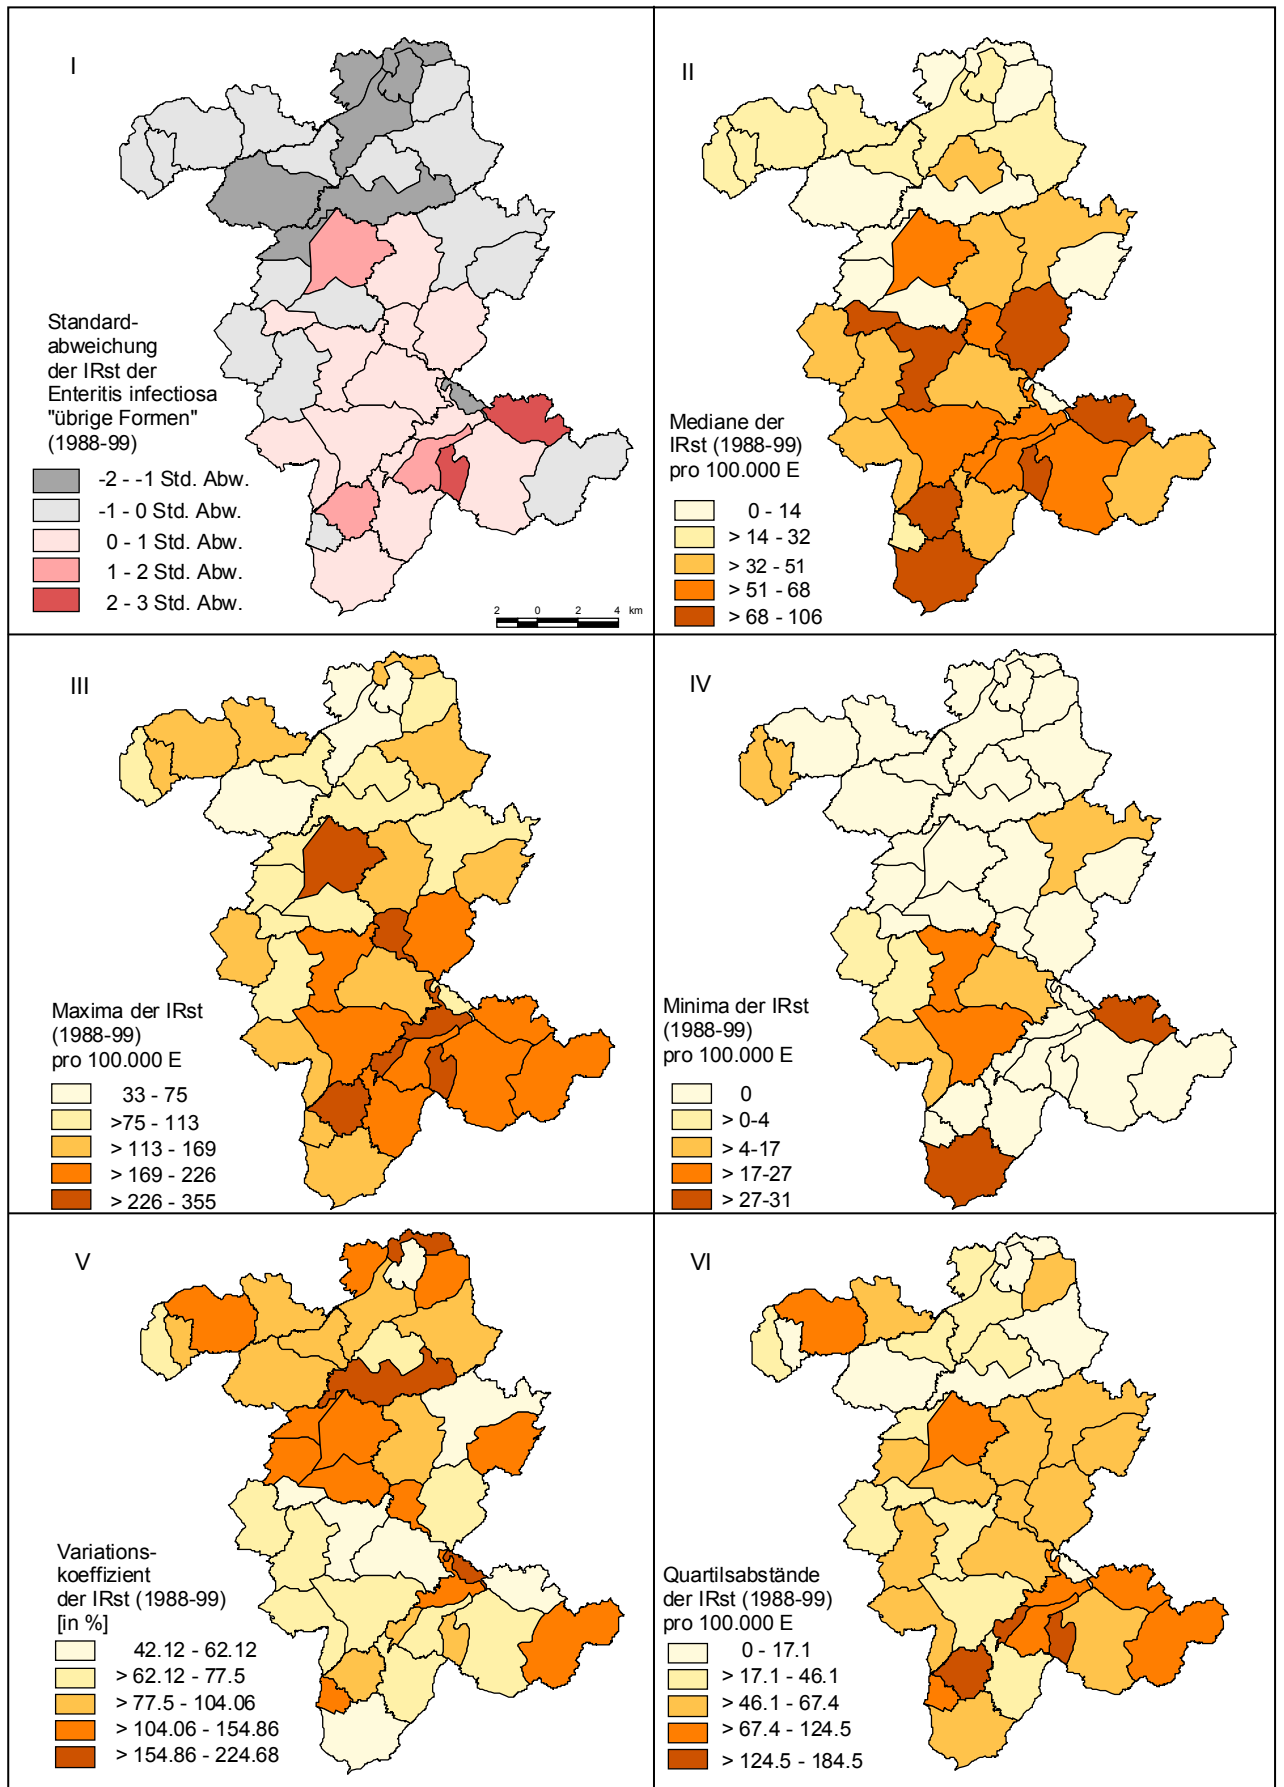 I
Standard-
abweichung
der IRst der
Enteritis infectiosa
"übrige Formen"
(1988-99)
-2 - -1 Std. Abw.
-1 - 0 Std. Abw.
0 - 1 Std. Abw.
1 - 2 Std. Abw.
2 - 3 Std. Abw.
2 0 2 4 km
II
Mediane der
IRst (1988-99)
pro 100.000 E
0 - 14
> 14 - 32
> 32 - 51
> 51 - 68
> 68 - 106
III
Maxima der IRst
(1988-99)
pro 100.000 E
33 - 75
>75 - 113
> 113 - 169
> 169 - 226
> 226 - 355
IV
Minima der IRst
(1988-99)
pro 100.000 E
0
> 0-4
> 4-17
> 17-27
> 27-31
V
Variations-
koeffizient
der IRst (1988-99)
[in %]
42.12 - 62.12
> 62.12 - 77.5
> 77.5 - 104.06
> 104.06 - 154.86
> 154.86 - 224.68
VI
Quartilsabstände
der IRst (1988-99)
pro 100.000 E
0 - 17.1
> 17.1 - 46.1
> 46.1 - 67.4
> 67.4 - 124.5
> 124.5 - 184.5